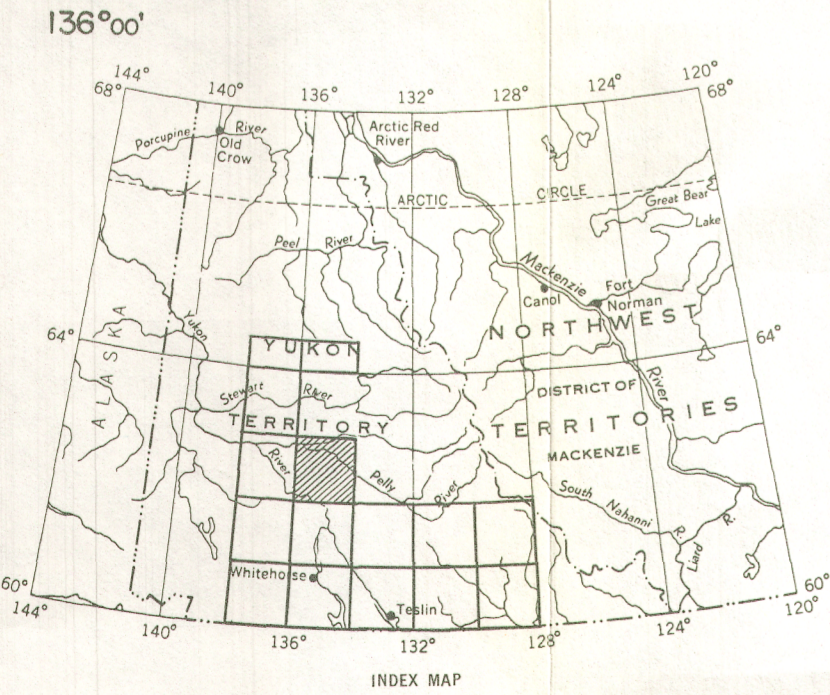 136°00'
144° 140° 136° 132° 128° 124° 120°
68° 68°
Porcupine River
Old
Crow
Arctic Red
River
ARCTIC CIRCLE
Great Bear
Lake
Peel River
Mackenzie
Canol
Fort
Norman
Yukon
ALASKA
64° 64°
NORTHWEST
YUKON
River
Stewart River
DISTRICT OF
TERRITORY
TERRITORIES
MACKENZIE
River
Pelly
River
South Nahanni R.
Liard R.
Whitehorse
Teslin
60° 60°
144° 140° 136° 132° 128° 124° 120°
INDEX MAP